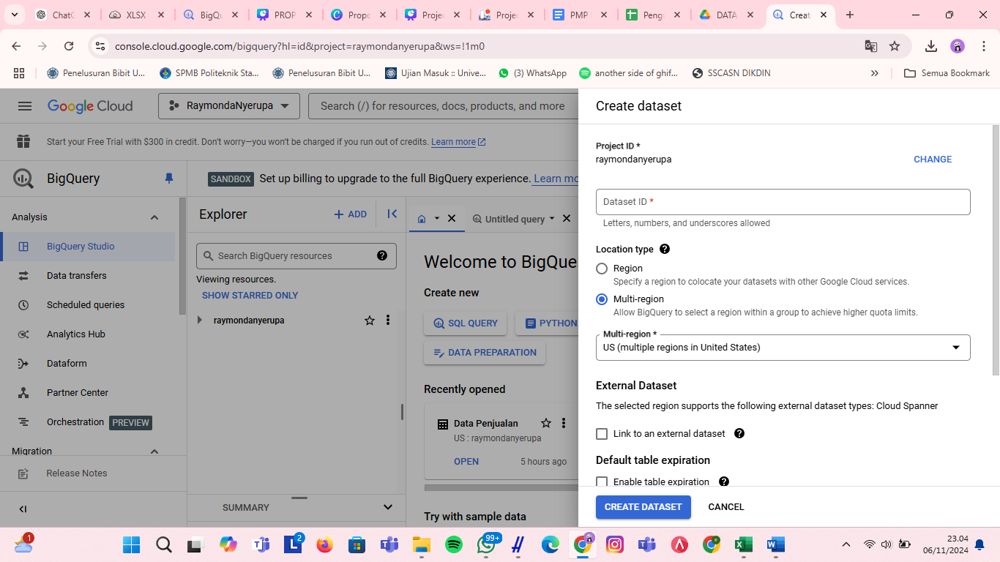 ChatG
XLSX
BigQu
PROP
Propo
Projec
Projec
PMP
Pengu
DATA
Creat
console.cloud.google.com/bigquery?hl=id&project=raymondanyerupa&ws=!1m0
Penelusuran Bibit U...
SPMB Politeknik Sta...
Penelusuran Bibit U...
Ujian Masuk :: Unive...
(3) WhatsApp
another side of ghif...
SSCASN DIKDIN
Semua Bookmark
Google Cloud
RaymondaNyerupa
Search (/) for resources, docs, products, and more
Start your Free Trial with $300 in credit. Don't worry—you won't be charged if you run out of credits. Learn more
BigQuery
SANDBOX Set up billing to upgrade to the full BigQuery experience. Learn mo
Analysis
BigQuery Studio
Data transfers
Scheduled queries
Analytics Hub
Dataform
Partner Center
Orchestration PREVIEW
Migration
Release Notes
Explorer
ADD
Search BigQuery resources
Viewing resources.
SHOW STARRED ONLY
raymondanyerupa
SUMMARY
Untitled query
Welcome to BigQue
Create new
SQL QUERY
PYTHON
DATA PREPARATION
Recently opened
Data Penjualan
US : raymondanyerupa
OPEN
5 hours ago
Try with sample data
Create dataset
Project ID *
raymondanyerupa
CHANGE
Dataset ID *
Letters, numbers, and underscores allowed
Location type
Region
Specify a region to colocate your datasets with other Google Cloud services.
Multi-region
Allow BigQuery to select a region within a group to achieve higher quota limits.
Multi-region *
US (multiple regions in United States)
External Dataset
The selected region supports the following external dataset types: Cloud Spanner
Link to an external dataset
Default table expiration
Enable table expiration
CREATE DATASET
CANCEL
1
2
99+
23.04
06/11/2024